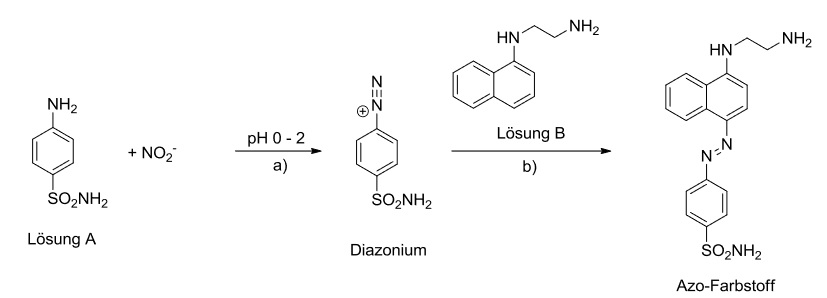 NH₂
SO₂NH₂
Lösung A
+ NO₂⁻
pH 0 - 2
a)
N
N
⊕
SO₂NH₂
Diazonium
HN
NH₂
Lösung B
b)
HN
NH₂
N
N
SO₂NH₂
Azo-Farbstoff